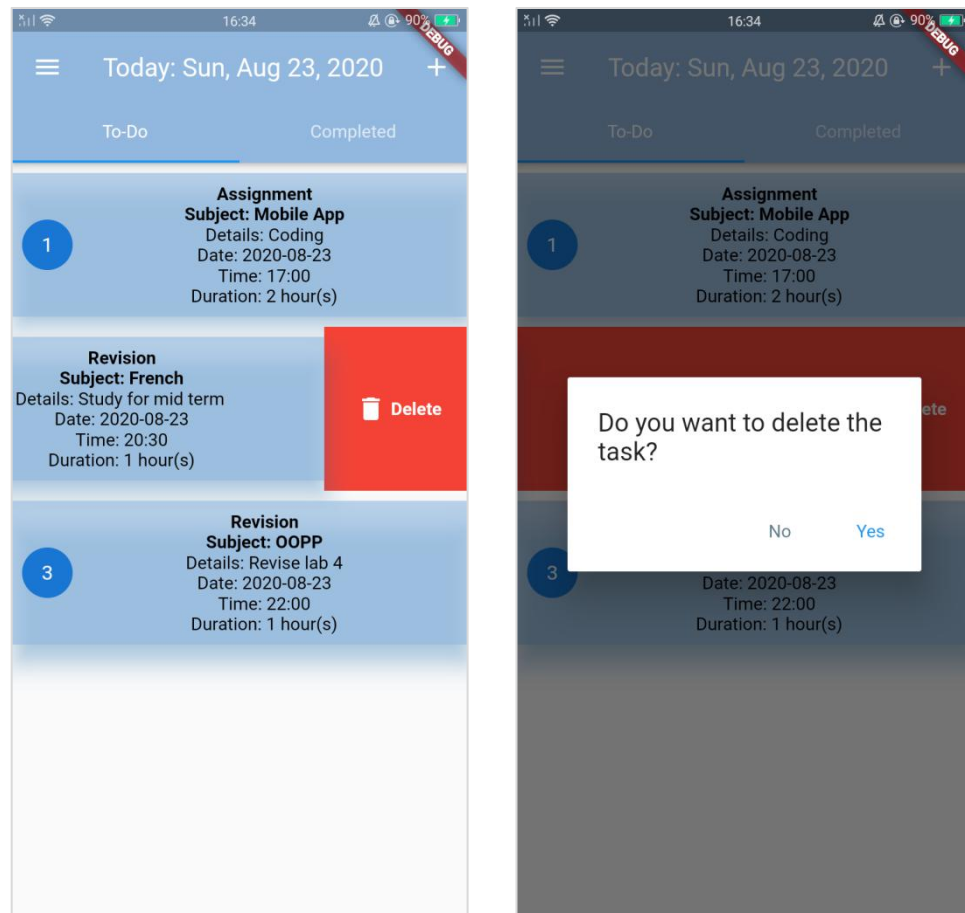 16:34
90%
DEBUG
Today: Sun, Aug 23, 2020
To-Do
Completed
1
Assignment
Subject: Mobile App
Details: Coding
Date: 2020-08-23
Time: 17:00
Duration: 2 hour(s)
Revision
Subject: French
Details: Study for mid term
Date: 2020-08-23
Time: 20:30
Duration: 1 hour(s)
Delete
3
Revision
Subject: OOPP
Details: Revise lab 4
Date: 2020-08-23
Time: 22:00
Duration: 1 hour(s)
16:34
90%
DEBUG
Today: Sun, Aug 23, 2020
To-Do
Completed
1
Assignment
Subject: Mobile App
Details: Coding
Date: 2020-08-23
Time: 17:00
Duration: 2 hour(s)
ete
Do you want to delete the
task?
No
Yes
3
Date: 2020-08-23
Time: 22:00
Duration: 1 hour(s)